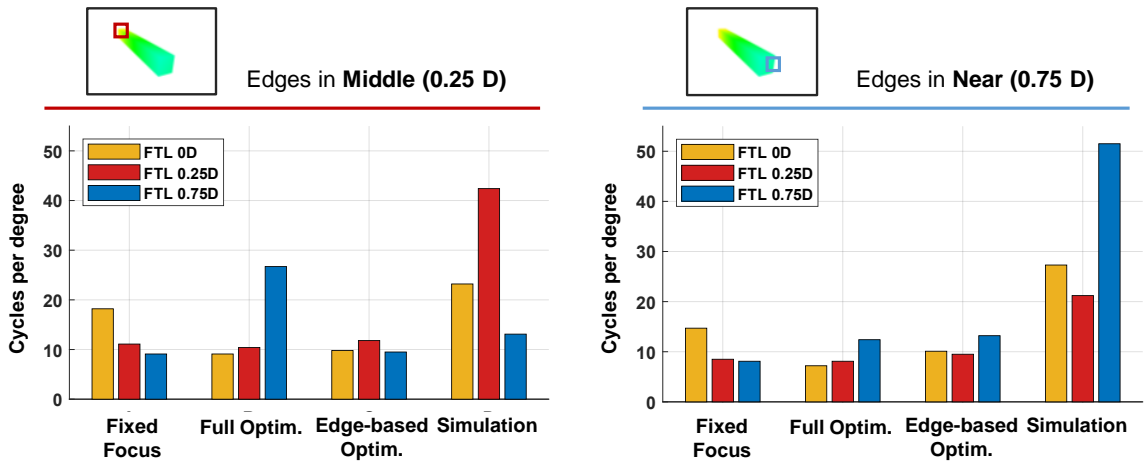 Edges in Middle (0.25 D)
Cycles per degree
50
40
30
20
10
0
FTL 0D
FTL 0.25D
FTL 0.75D
Fixed
Focus
Full Optim.
Edge-based
Optim.
Simulation
Edges in Near (0.75 D)
Cycles per degree
50
40
30
20
10
0
FTL 0D
FTL 0.25D
FTL 0.75D
Fixed
Focus
Full Optim.
Edge-based
Optim.
Simulation